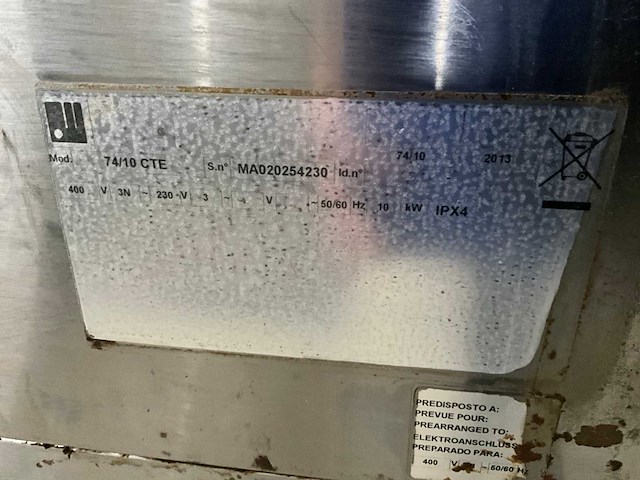 74/10 2013
Mod. 74/10 CTE S.n° MA020254230 Id.n°
400 V 3N ~ 230 V 3 ~ V ~ 50/60 Hz 10 kW IPX4
PREDISPOSTO A:
PREVUE POUR:
PREARRANGED TO:
ELEKTROANSCHLUSS
PREPARADO PARA:
400 V ~ 50/60 Hz